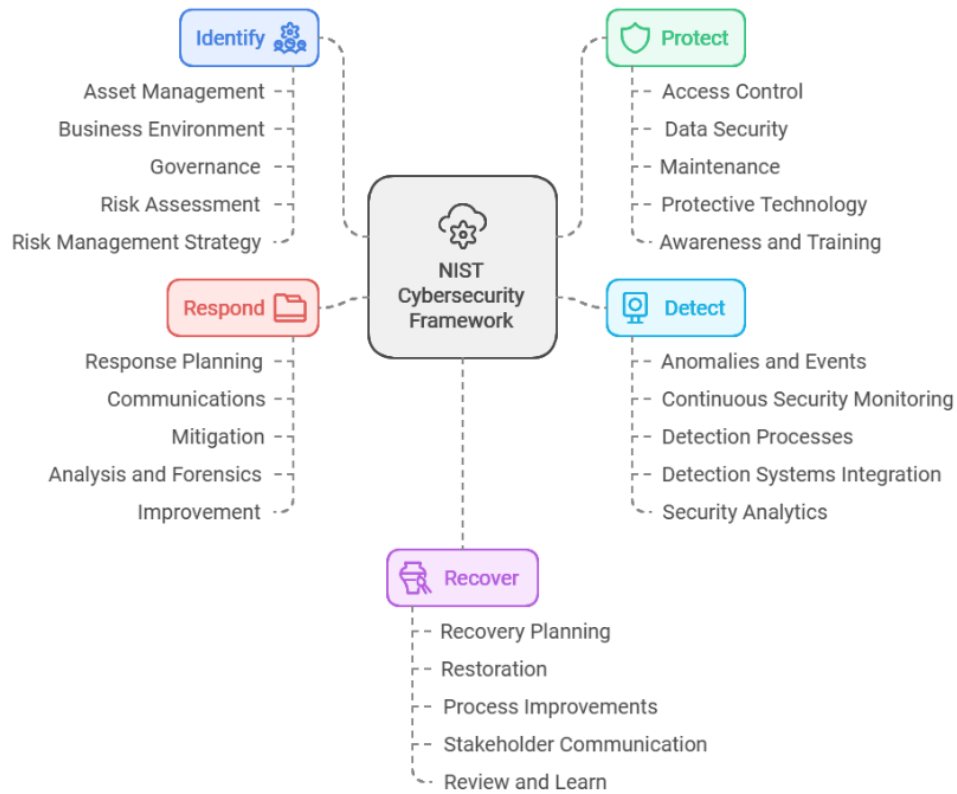 Identify
Asset Management
Business Environment
Governance
Risk Assessment
Risk Management Strategy
Protect
Access Control
Data Security
Maintenance
Protective Technology
Awareness and Training
NIST
Cybersecurity
Framework
Respond
Response Planning
Communications
Mitigation
Analysis and Forensics
Improvement
Detect
Anomalies and Events
Continuous Security Monitoring
Detection Processes
Detection Systems Integration
Security Analytics
Recover
Recovery Planning
Restoration
Process Improvements
Stakeholder Communication
Review and Learn